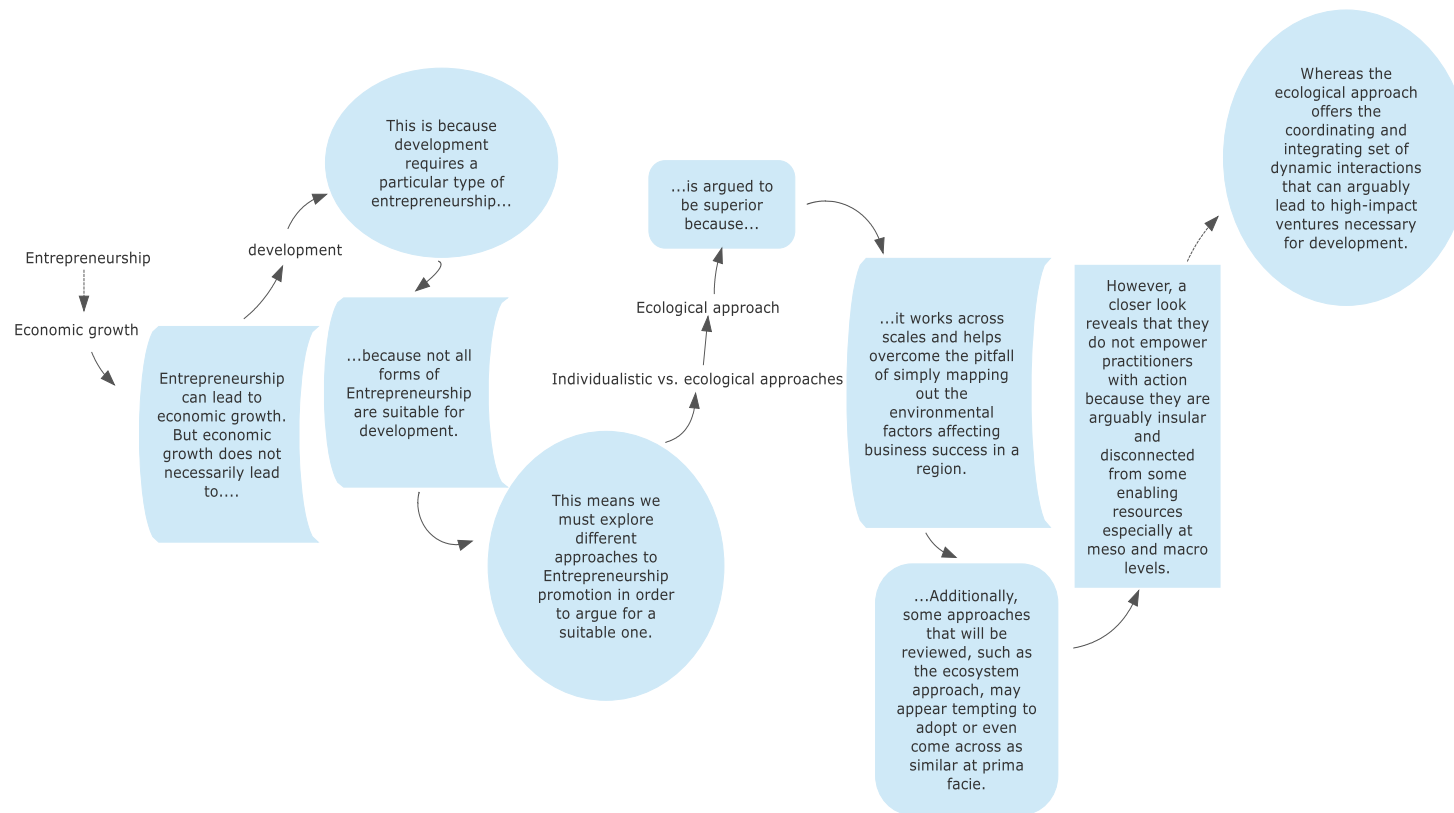 Entrepreneurship
Economic growth
Entrepreneurship
can lead to
economic growth.
But economic
growth does not
necessarily lead
to....
development
This is because
development
requires a
particular type of
entrepreneurship...
...because not all
forms of
Entrepreneurship
are suitable for
development.
This means we
must explore
different
approaches to
Entrepreneurship
promotion in order
to argue for a
suitable one.
Individualistic vs. ecological approaches
Ecological approach
...is argued to
be superior
because...
...it works across
scales and helps
overcome the pitfall
of simply mapping
out the
environmental
factors affecting
business success in a
region.
...Additionally,
some approaches
that will be
reviewed, such as
the ecosystem
approach, may
appear tempting to
adopt or even
come across as
similar at prima
facie.
However, a
closer look
reveals that they
do not empower
practitioners
with action
because they are
arguably insular
and
disconnected
from some
enabling
resources
especially at
meso and macro
levels.
Whereas the
ecological approach
offers the
coordinating and
integrating set of
dynamic interactions
that can arguably
lead to high-impact
ventures necessary
for development.